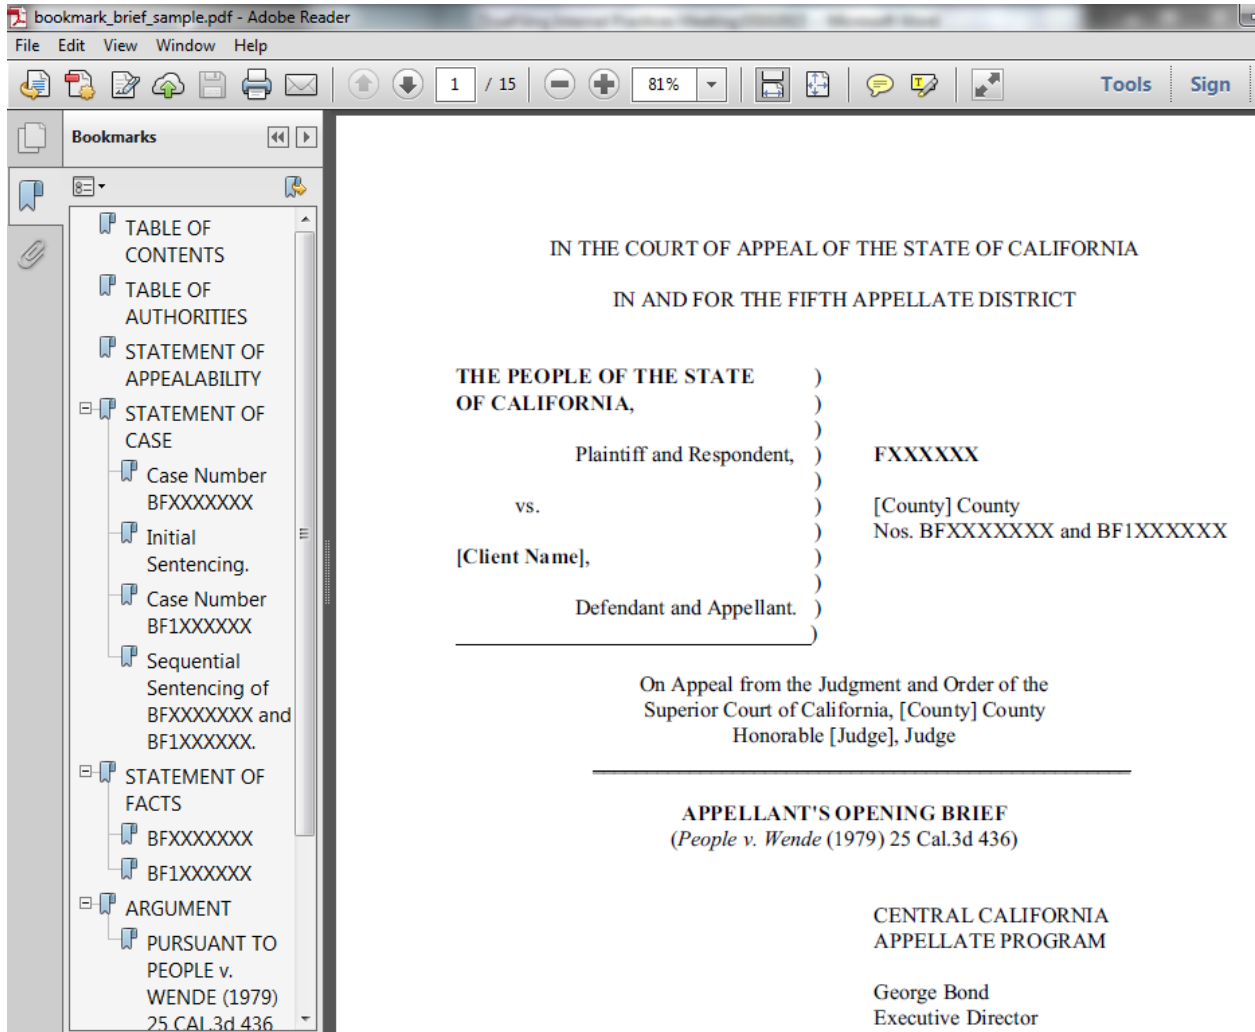 bookmark_brief_sample.pdf - Adobe Reader
File Edit View Window Help
1 / 15 81% Tools Sign
Bookmarks
TABLE OF
CONTENTS
TABLE OF
AUTHORITIES
STATEMENT OF
APPEALABILITY
STATEMENT OF
CASE
Case Number
BFXXXXXXX
Initial
Sentencing.
Case Number
BF1XXXXXX
Sequential
Sentencing of
BFXXXXXXX and
BF1XXXXXX.
STATEMENT OF
FACTS
BFXXXXXXX
BF1XXXXXX
ARGUMENT
PURSUANT TO
PEOPLE v.
WENDE (1979)
25 CAL.3d 436
IN THE COURT OF APPEAL OF THE STATE OF CALIFORNIA
IN AND FOR THE FIFTH APPELLATE DISTRICT
THE PEOPLE OF THE STATE )
OF CALIFORNIA, )
)
Plaintiff and Respondent, ) FXXXXXX
)
vs. ) [County] County
) Nos. BFXXXXXXX and BF1XXXXXX
[Client Name], )
)
Defendant and Appellant. )
)
On Appeal from the Judgment and Order of the
Superior Court of California, [County] County
Honorable [Judge], Judge
APPELLANT'S OPENING BRIEF
(People v. Wende (1979) 25 Cal.3d 436)
CENTRAL CALIFORNIA
APPELLATE PROGRAM
George Bond
Executive Director